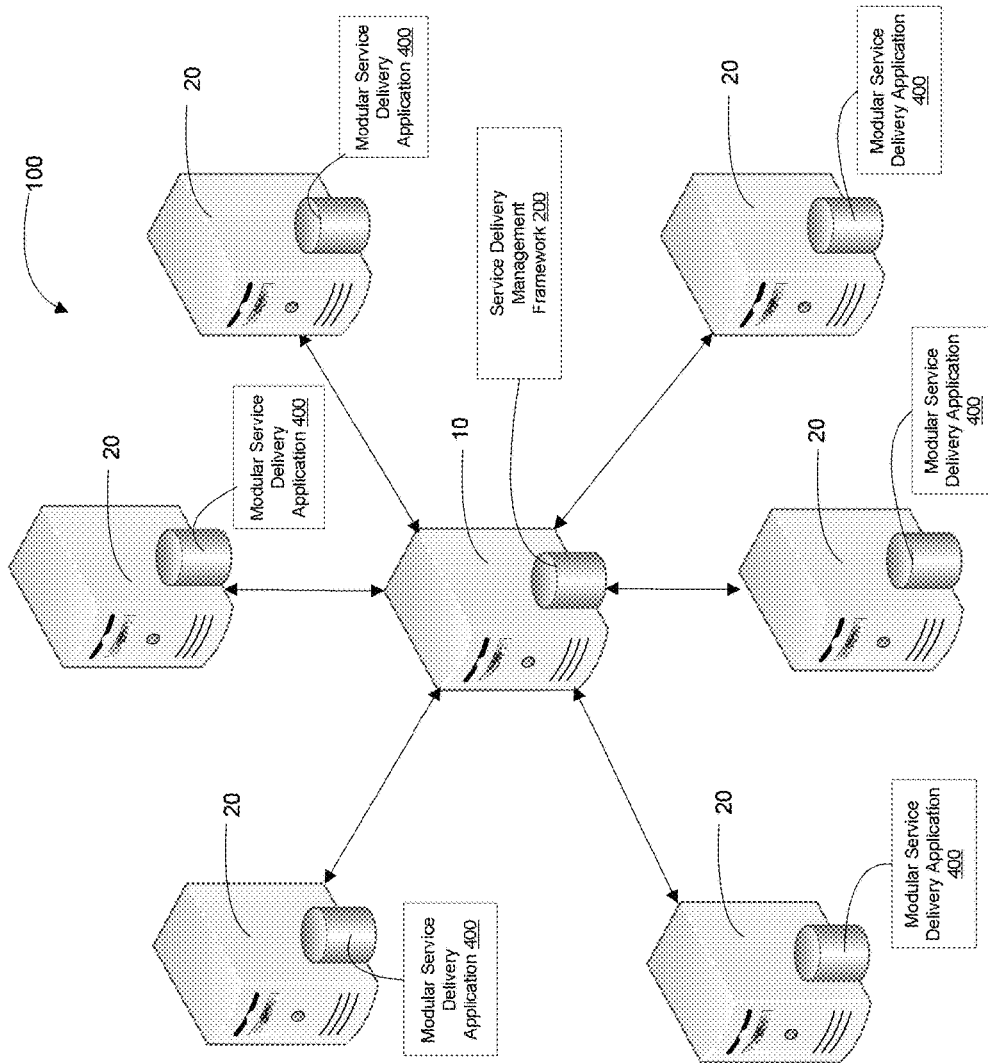 100
20
Modular Service
Delivery
Application 400
20
Modular Service
Delivery
Application 400
20
Modular Service
Delivery
Application 400
10
Service Delivery
Management
Framework 200
20
Modular Service
Delivery Application
400
20
Modular Service
Delivery Application
400
20
Modular Service
Delivery Application
400